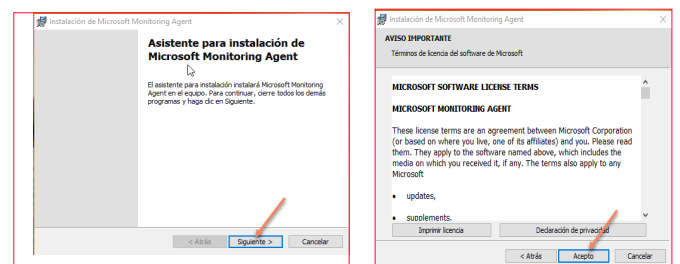 Instalación de Microsoft Monitoring Agent
Asistente para instalación de
Microsoft Monitoring Agent
El asistente para instalación instalará Microsoft Monitoring
Agent en el equipo. Para continuar, cierre todos los demás
programas y haga clic en Siguiente.
< Atrás
Siguiente >
Cancelar
Instalación de Microsoft Monitoring Agent
AVISO IMPORTANTE
Términos de licencia del software de Microsoft
MICROSOFT SOFTWARE LICENSE TERMS
MICROSOFT MONITORING AGENT
These license terms are an agreement between Microsoft Corporation
(or based on where you live, one of its affiliates) and you. Please read
them. They apply to the software named above, which includes the
media on which you received it, if any. The terms also apply to any
Microsoft
• updates,
• supplements,
Imprimir licencia
Declaración de privacidad
< Atrás
Acepto
Cancelar